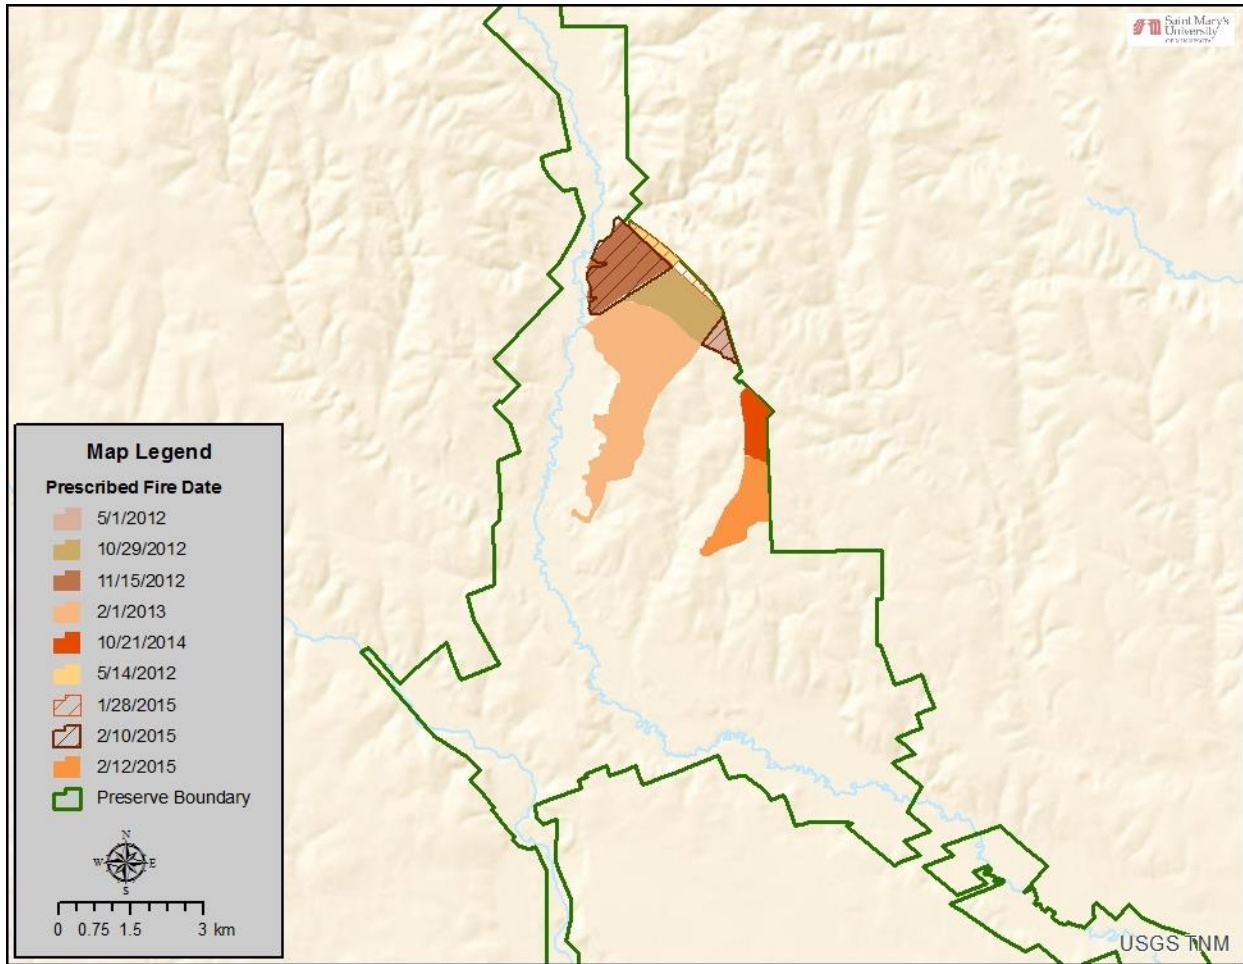 Saint Mary's
University
OF MINNESOTA
Map Legend
Prescribed Fire Date
5/1/2012
10/29/2012
11/15/2012
2/1/2013
10/21/2014
5/14/2012
1/28/2015
2/10/2015
2/12/2015
Preserve Boundary
N
W E
S
0 0.75 1.5 3 km
USGS TNM